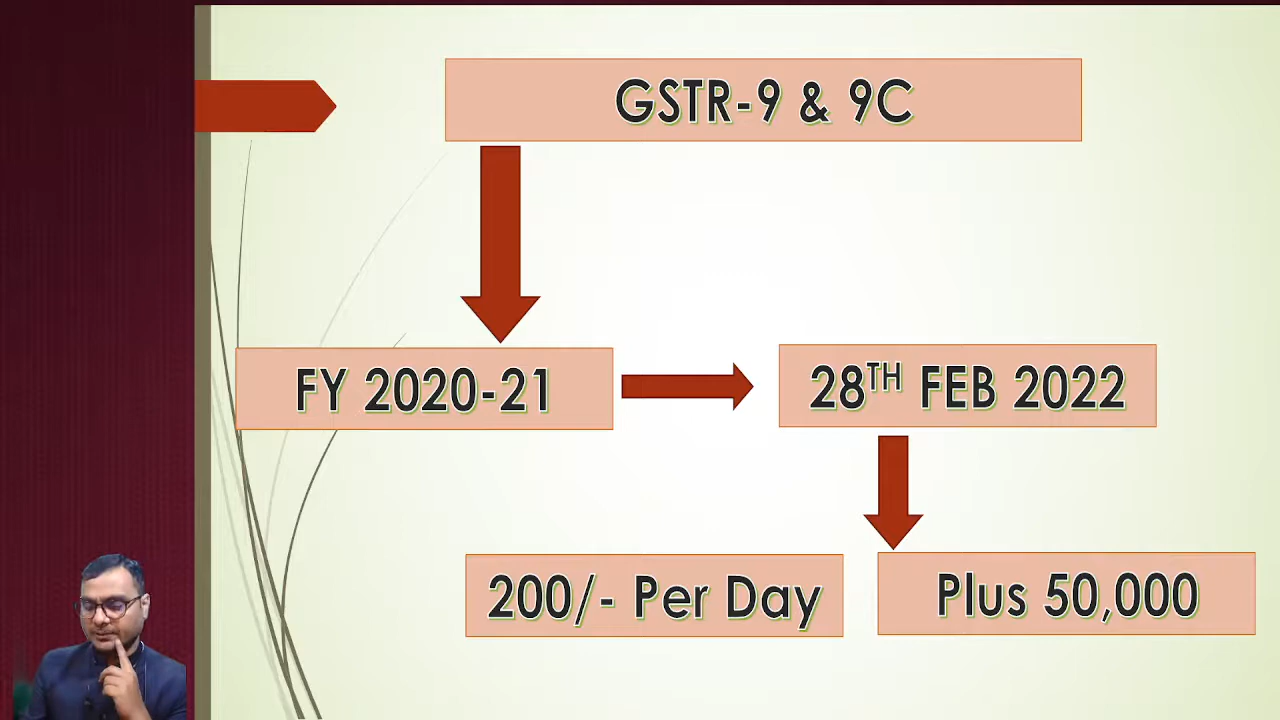 GSTR-9 & 9C
FY 2020-21
28TH FEB 2022
200/- Per Day
Plus 50,000